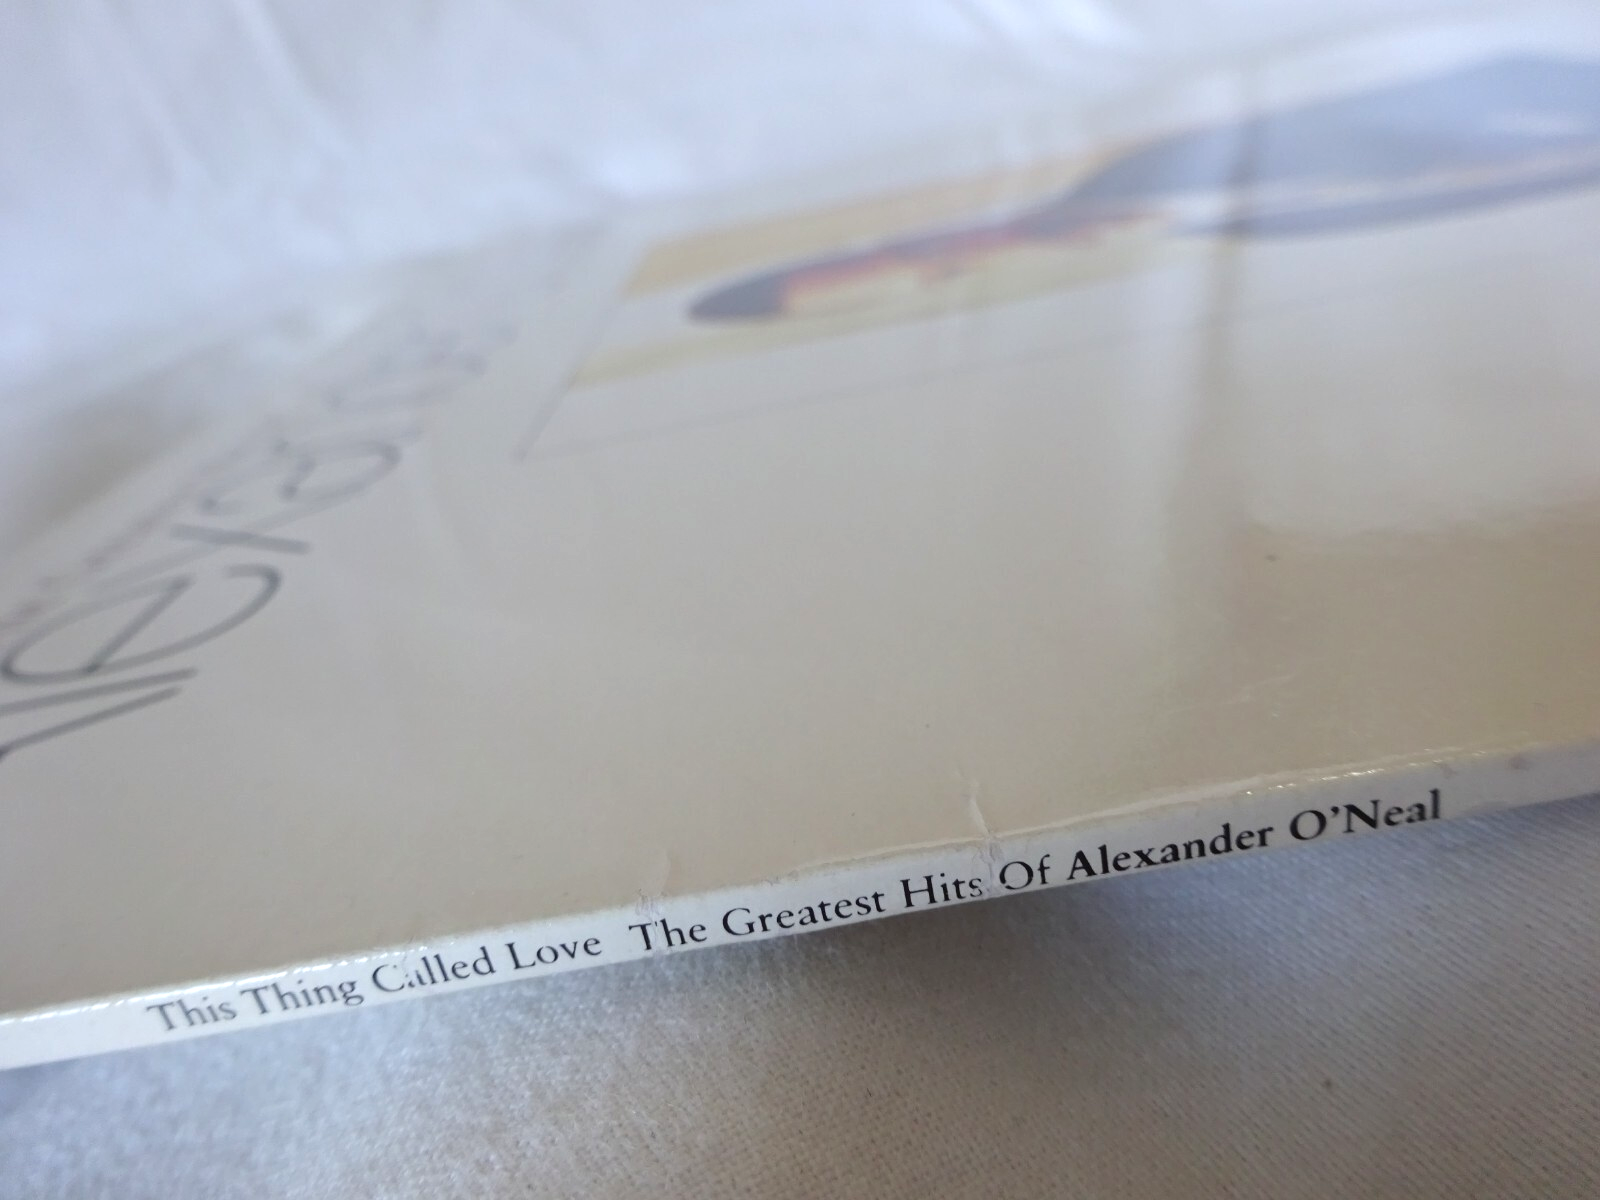 This Thing Called Love The Greatest Hits Of Alexander O'Neal